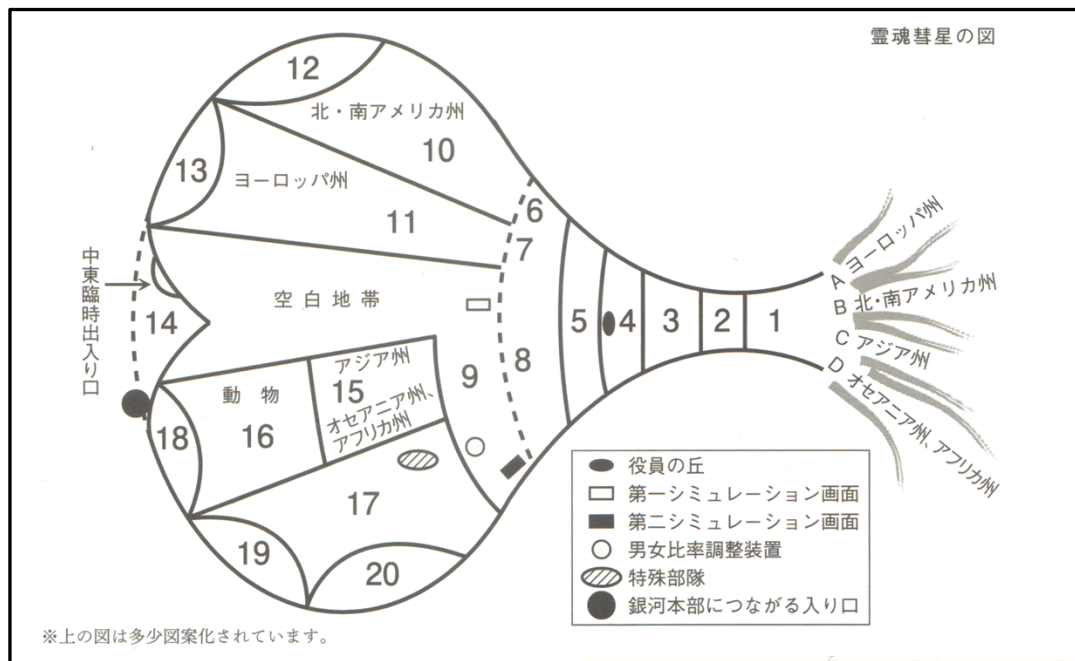 霊魂彗星の図
12
北・南アメリカ州
10
13
ヨーロッパ州
11
6
7
中東臨時出入り口
14
空白地帯
5
4
3
2
1
8
9
A ヨーロッパ州
B 北・南アメリカ州
C アジア州
D オセアニア州、アフリカ州
動物
16
アジア州
15
オセアニア州、
アフリカ州
18
17
19
20
役員の丘
第一シミュレーション画面
第二シミュレーション画面
男女比率調整装置
特殊部隊
銀河本部につながる入り口
※上の図は多少図案化されています。